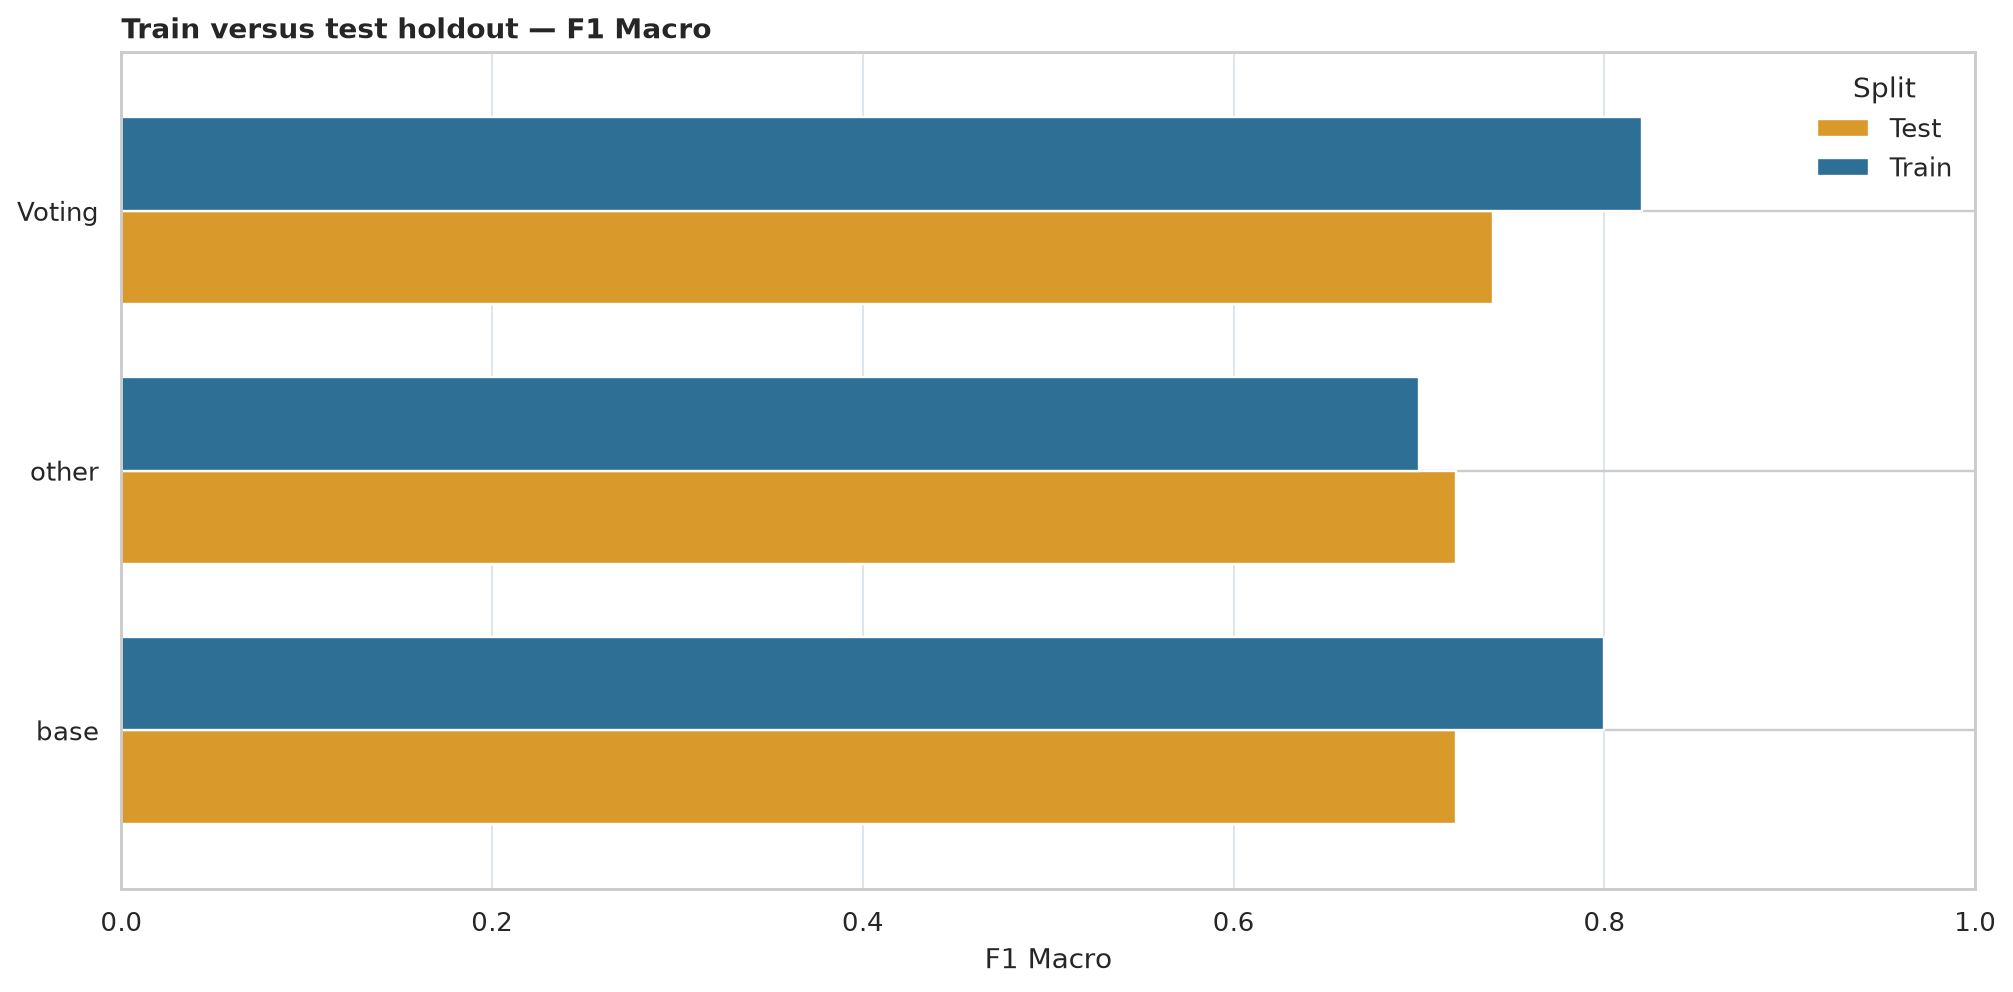 Train versus test holdout — F1 Macro
Split
Test
Train
Voting
other
base
0.0 0.2 0.4 0.6 0.8 1.0
F1 Macro